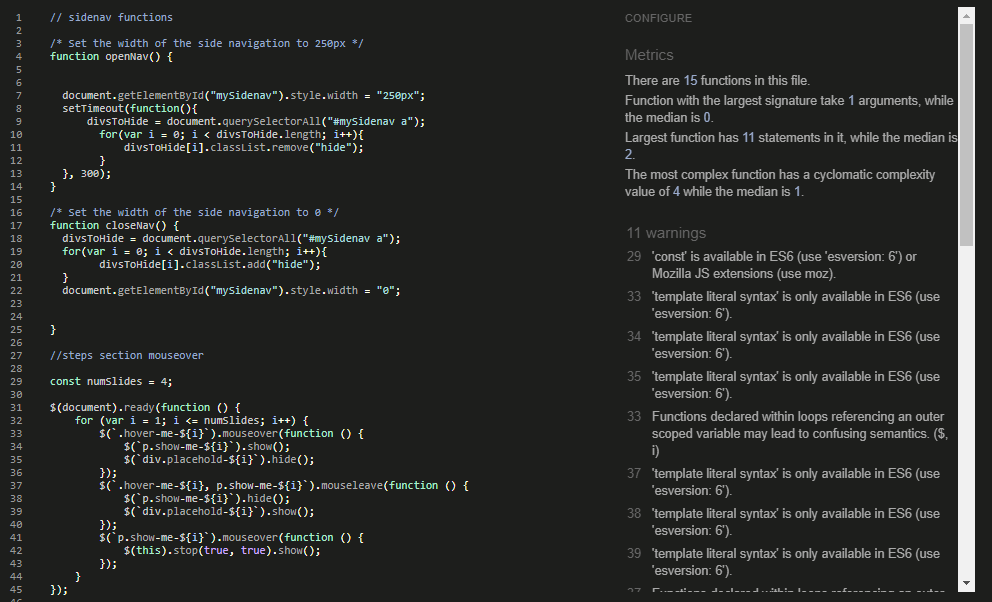 1 // sidenav functions
2
3 /* Set the width of the side navigation to 250px */
4 function openNav() {
5
6
7 document.getElementById("mySidenav").style.width = "250px";
8 setTimeout(function(){
9 divsToHide = document.querySelectorAll("#mySidenav a");
10 for(var i = 0; i < divsToHide.length; i++){
11 divsToHide[i].classList.remove("hide");
12 }
13 }, 300);
14 }
15
16 /* Set the width of the side navigation to 0 */
17 function closeNav() {
18 divsToHide = document.querySelectorAll("#mySidenav a");
19 for(var i = 0; i < divsToHide.length; i++){
20 divsToHide[i].classList.add("hide");
21 }
22 document.getElementById("mySidenav").style.width = "0";
23
24
25 }
26
27 //steps section mouseover
28
29 const numSlides = 4;
30
31 $(document).ready(function () {
32 for (var i = 1; i <= numSlides; i++) {
33 $(`.hover-me-${i}`).mouseover(function () {
34 $(`p.show-me-${i}`).show();
35 $(`div.placehold-${i}`).hide();
36 });
37 $(`.hover-me-${i}, p.show-me-${i}`).mouseleave(function () {
38 $(`p.show-me-${i}`).hide();
39 $(`div.placehold-${i}`).show();
40 });
41 $(`p.show-me-${i}`).mouseover(function () {
42 $(this).stop(true, true).show();
43 });
44 }
45 });
CONFIGURE
Metrics
There are 15 functions in this file.
Function with the largest signature take 1 arguments, while
the median is 0.
Largest function has 11 statements in it, while the median is
2.
The most complex function has a cyclomatic complexity
value of 4 while the median is 1.
11 warnings
29 'const' is available in ES6 (use 'esversion: 6') or
Mozilla JS extensions (use moz).
33 'template literal syntax' is only available in ES6 (use
'esversion: 6').
34 'template literal syntax' is only available in ES6 (use
'esversion: 6').
35 'template literal syntax' is only available in ES6 (use
'esversion: 6').
33 Functions declared within loops referencing an outer
scoped variable may lead to confusing semantics. ($,
i)
37 'template literal syntax' is only available in ES6 (use
'esversion: 6').
38 'template literal syntax' is only available in ES6 (use
'esversion: 6').
39 'template literal syntax' is only available in ES6 (use
'esversion: 6').
37 Functions declared within loops referencing an outer